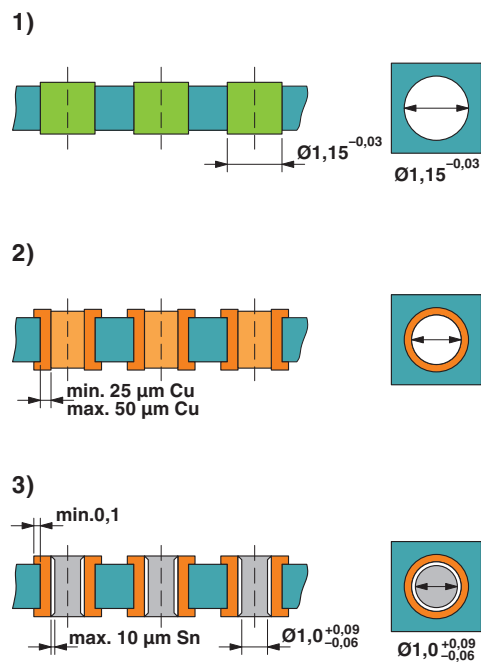 1)
Ø1,15 −0,03
Ø1,15 −0,03
2)
min. 25 µm Cu
max. 50 µm Cu
3)
min.0,1
max. 10 µm Sn
Ø1,0 +0,09 −0,06
Ø1,0 +0,09 −0,06